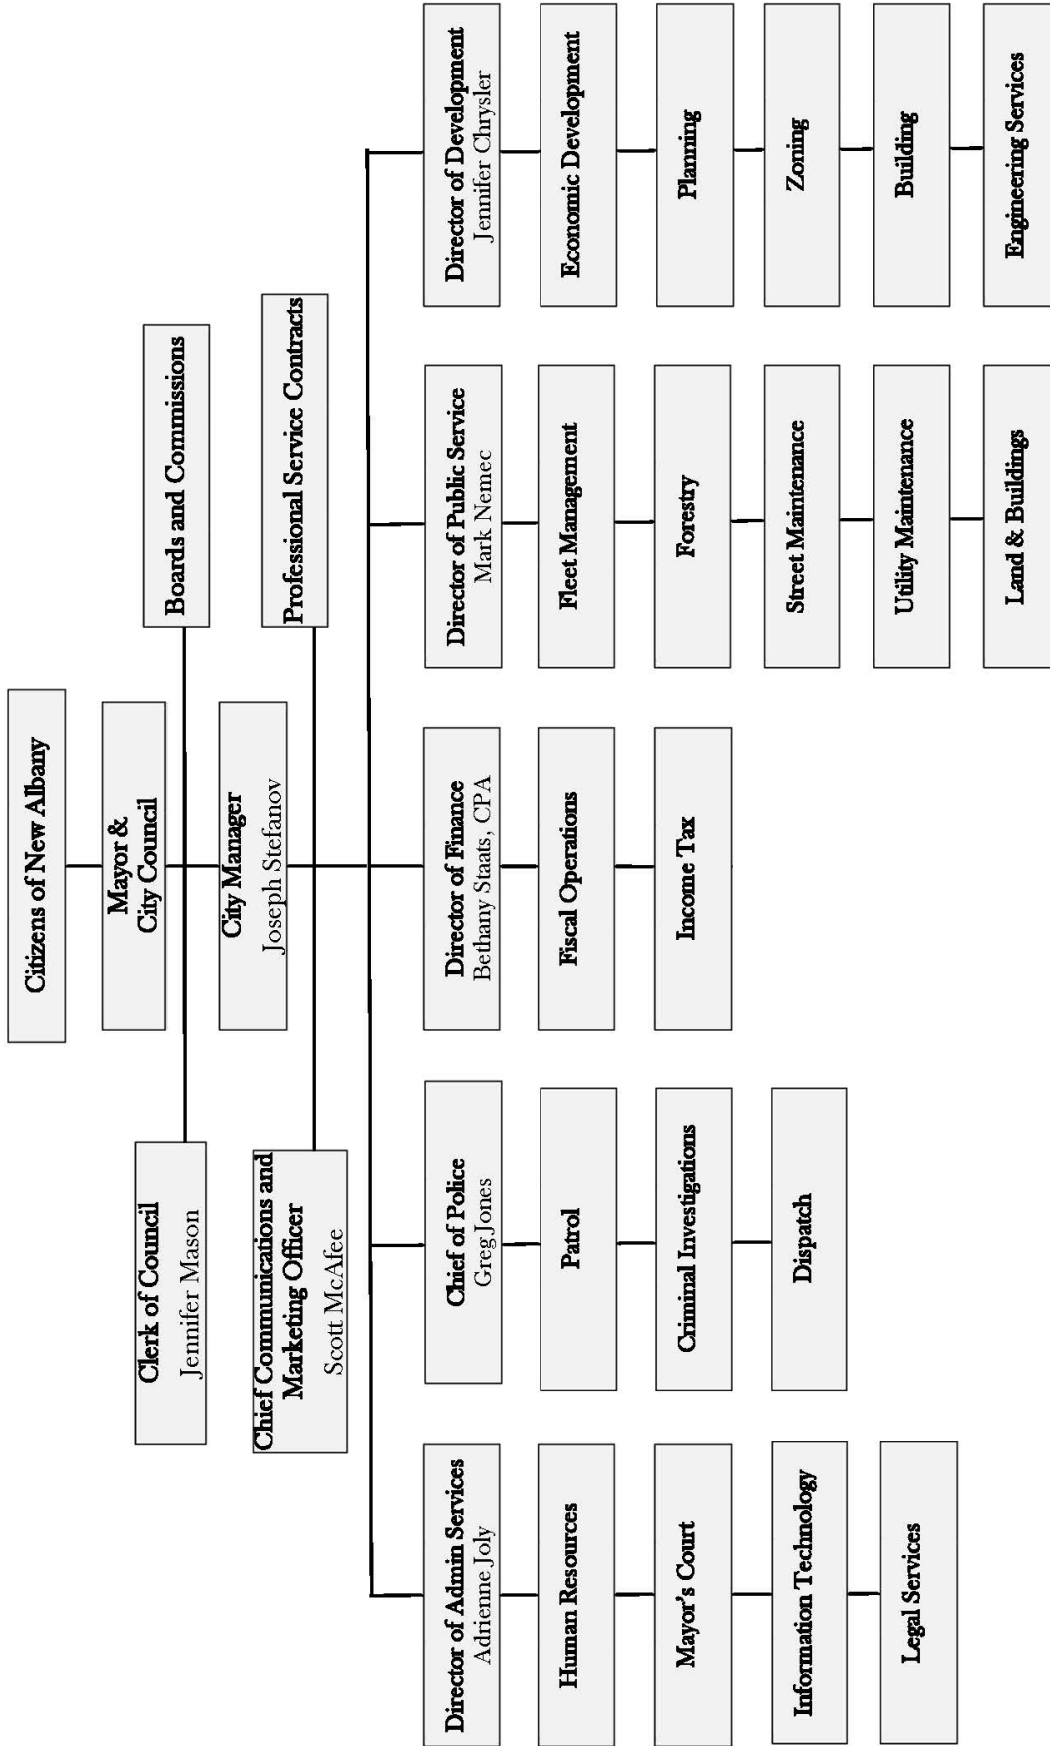 Citizens of New Albany
Mayor &
City Council
Clerk of Council
Jennifer Mason
Boards and Commissions
City Manager
Joseph Stefanov
Chief Communications and
Marketing Officer
Scott McAfee
Professional Service Contracts
Director of Admin Services
Adrienne Joly
Human Resources
Mayor's Court
Information Technology
Legal Services
Chief of Police
Greg Jones
Patrol
Criminal Investigations
Dispatch
Director of Finance
Bethany Staats, CPA
Fiscal Operations
Income Tax
Director of Public Service
Mark Nemec
Fleet Management
Forestry
Street Maintenance
Utility Maintenance
Land & Buildings
Director of Development
Jennifer Chrysler
Economic Development
Planning
Zoning
Building
Engineering Services